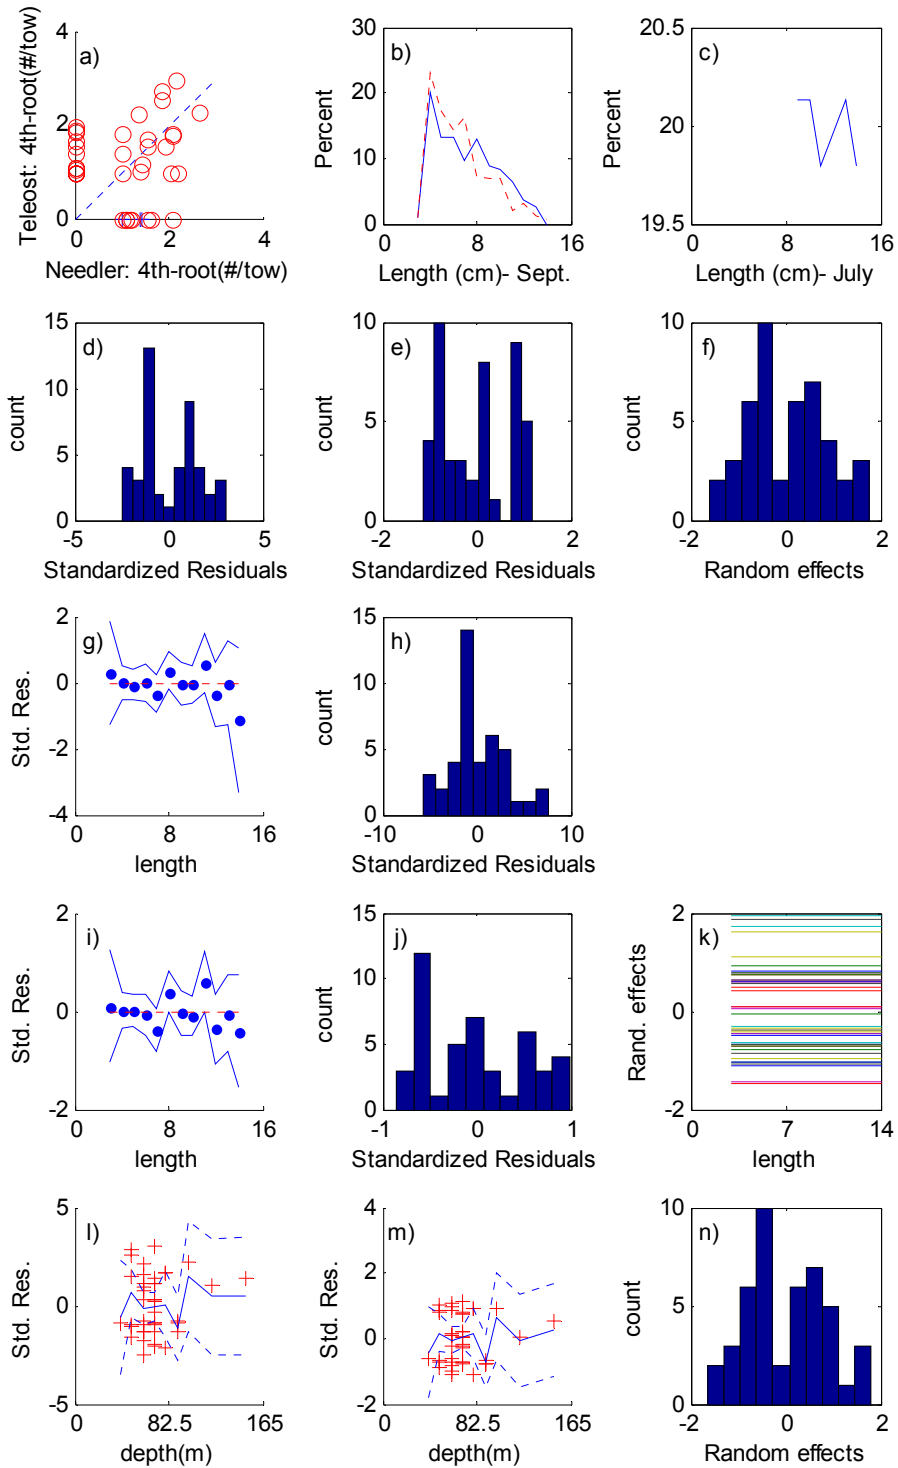 a)
Teleost: 4th-root(#/tow)
4
2
0
0
2
4
Needler: 4th-root(#/tow)
b)
Percent
30
20
10
0
0
8
16
Length (cm)- Sept.
c)
Percent
20.5
20
19.5
0
8
16
Length (cm)- July
d)
count
15
10
5
0
-5
0
5
Standardized Residuals
e)
count
10
5
0
-2
0
2
Standardized Residuals
f)
count
10
5
0
-2
0
2
Random effects
g)
Std. Res.
2
0
-2
-4
0
8
16
length
h)
count
15
10
5
0
-10
0
10
Standardized Residuals
i)
Std. Res.
2
0
-2
0
8
16
length
j)
count
15
10
5
0
-1
0
1
Standardized Residuals
k)
Rand. effects
2
0
-2
0
7
14
length
l)
Std. Res.
5
0
-5
0
82.5
165
depth(m)
m)
Std. Res.
4
2
0
-2
0
82.5
165
depth(m)
n)
count
10
5
0
-2
0
2
Random effects